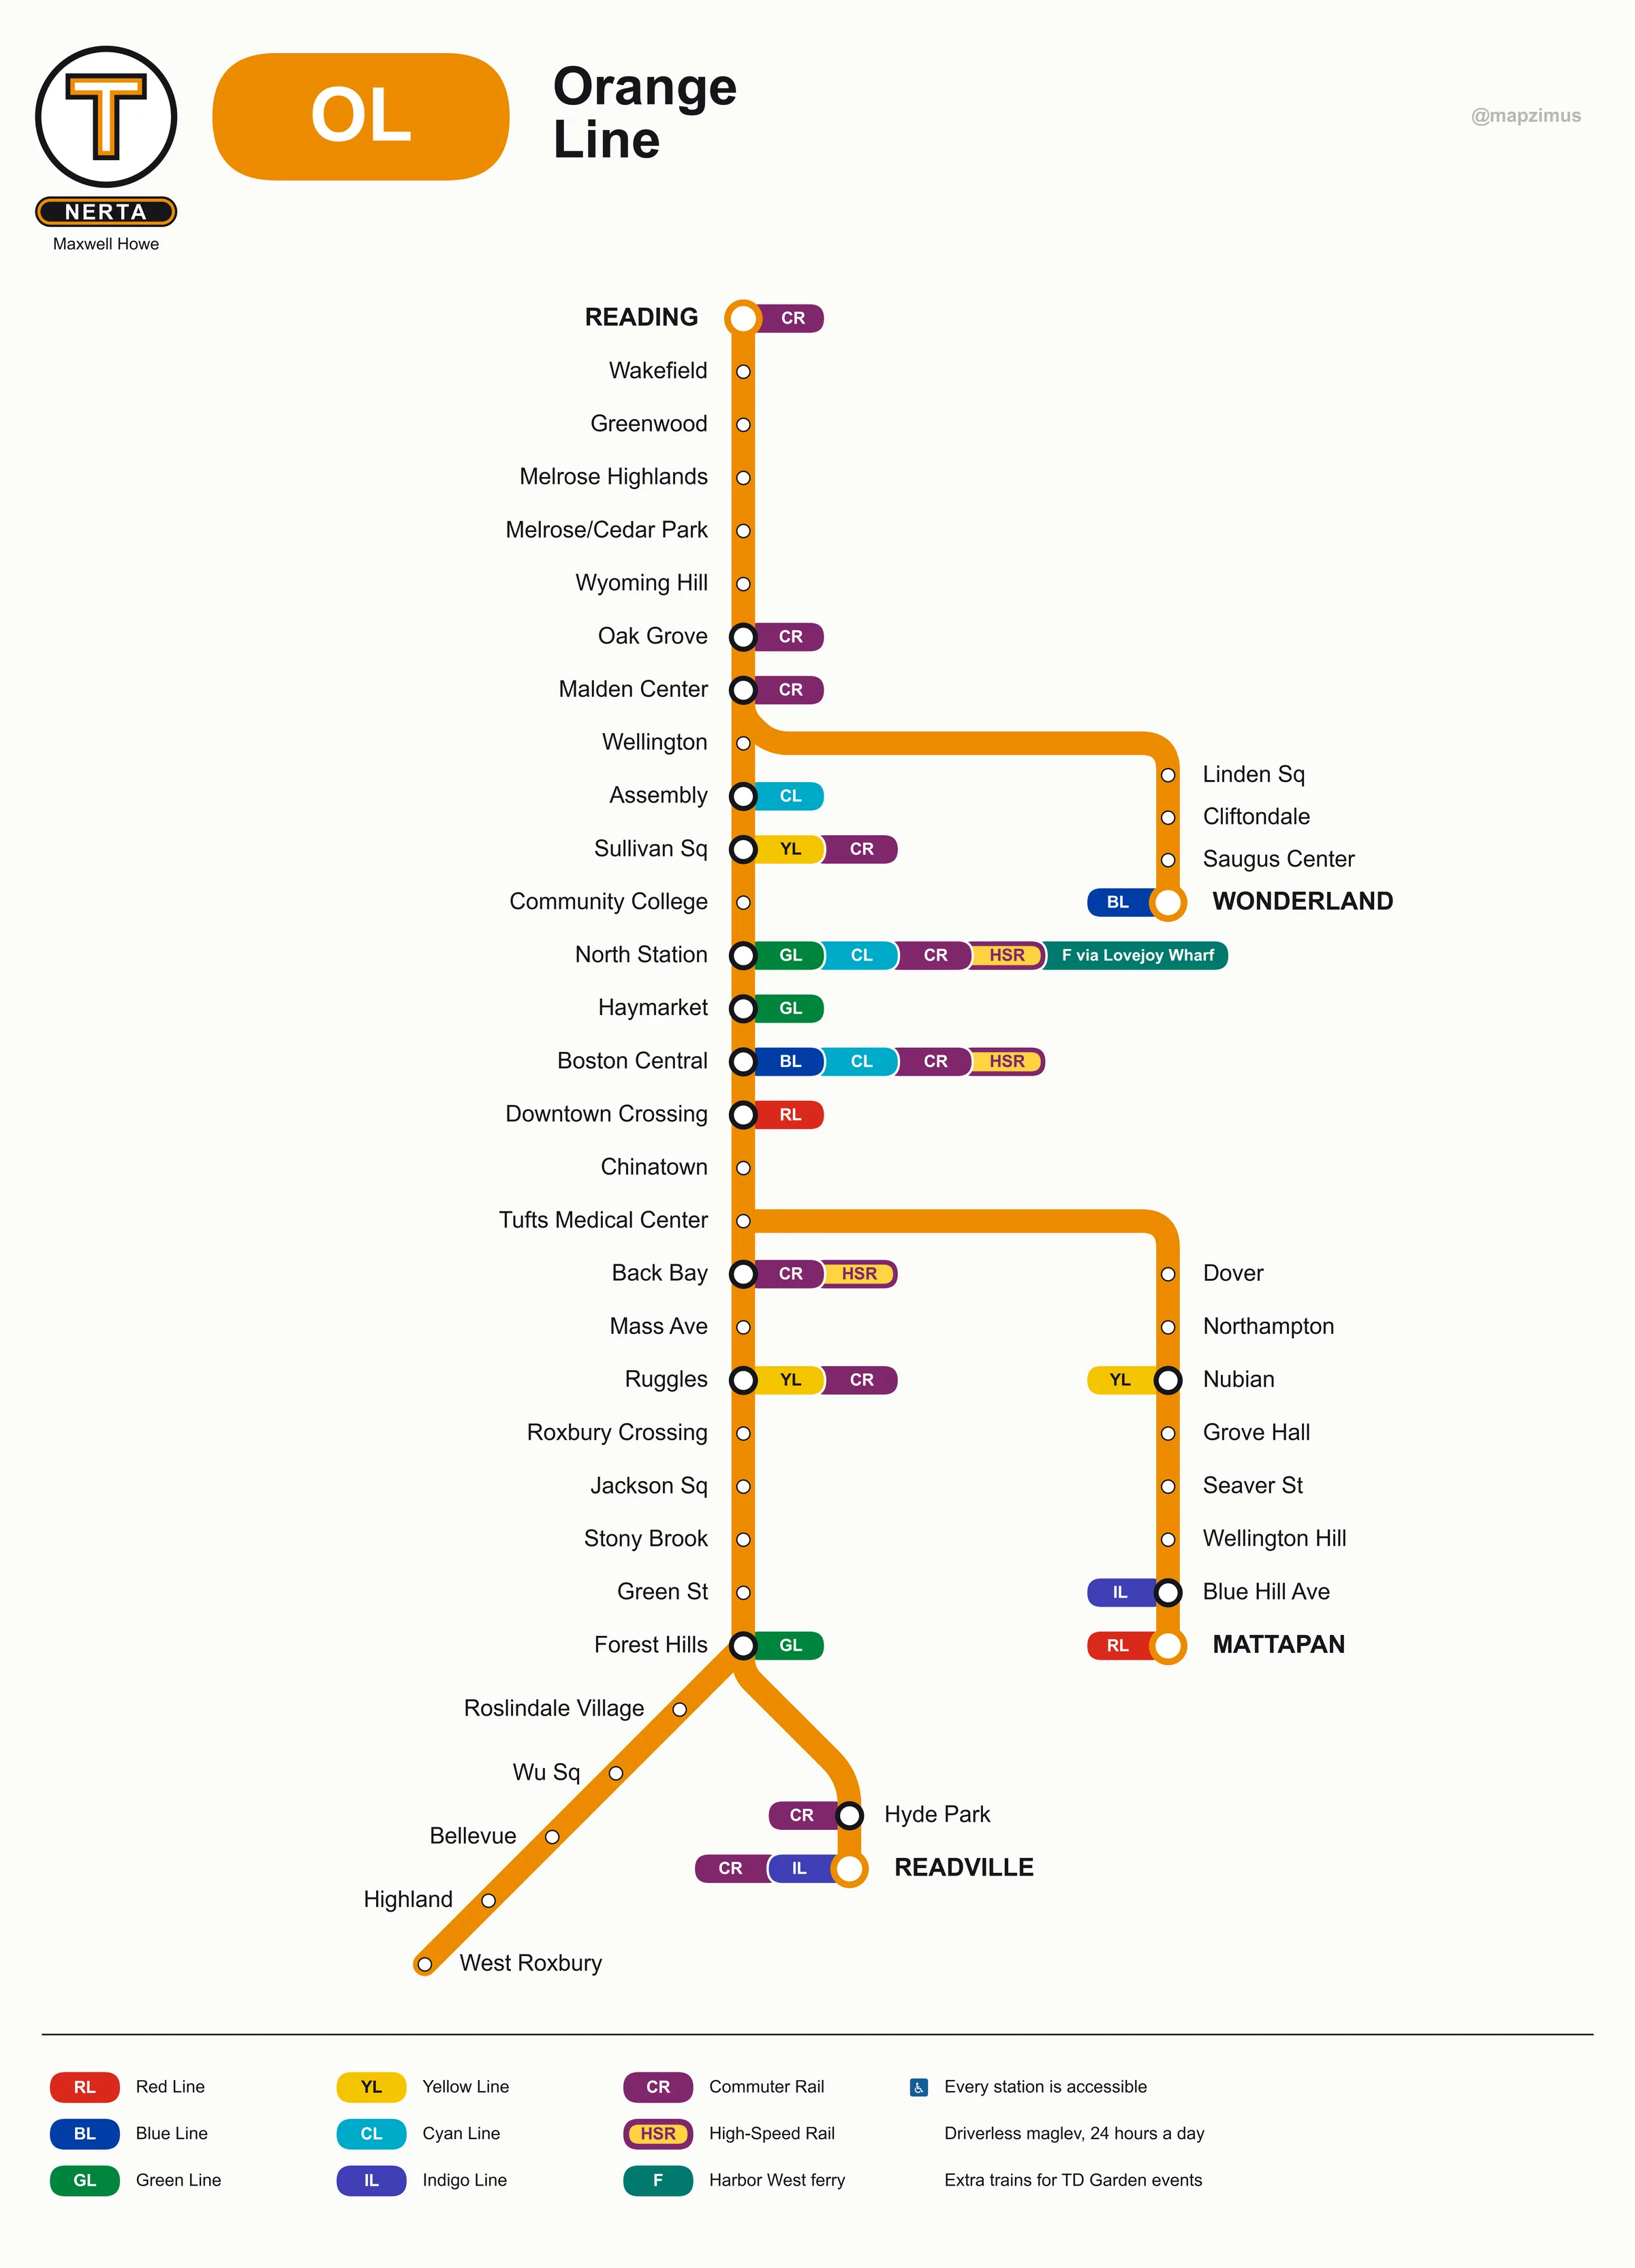 T
NERTA
Maxwell Howe
OL
Orange
Line
@mapzimus
READING CR
Wakefield
Greenwood
Melrose Highlands
Melrose/Cedar Park
Wyoming Hill
Oak Grove CR
Malden Center CR
Wellington
Linden Sq
Assembly CL
Cliftondale
Sullivan Sq YL CR
Saugus Center
Community College
BL WONDERLAND
North Station GL CL CR HSR F via Lovejoy Wharf
Haymarket GL
Boston Central BL CL CR HSR
Downtown Crossing RL
Chinatown
Tufts Medical Center
Back Bay CR HSR
Dover
Mass Ave
Northampton
Ruggles YL CR
YL Nubian
Roxbury Crossing
Grove Hall
Jackson Sq
Seaver St
Stony Brook
Wellington Hill
Green St
IL Blue Hill Ave
Forest Hills GL
RL MATTAPAN
Roslindale Village
Wu Sq
CR Hyde Park
Bellevue
CR IL READVILLE
Highland
West Roxbury
RL Red Line
BL Blue Line
GL Green Line
YL Yellow Line
CL Cyan Line
IL Indigo Line
CR Commuter Rail
HSR High-Speed Rail
F Harbor West ferry
Every station is accessible
Driverless maglev, 24 hours a day
Extra trains for TD Garden events